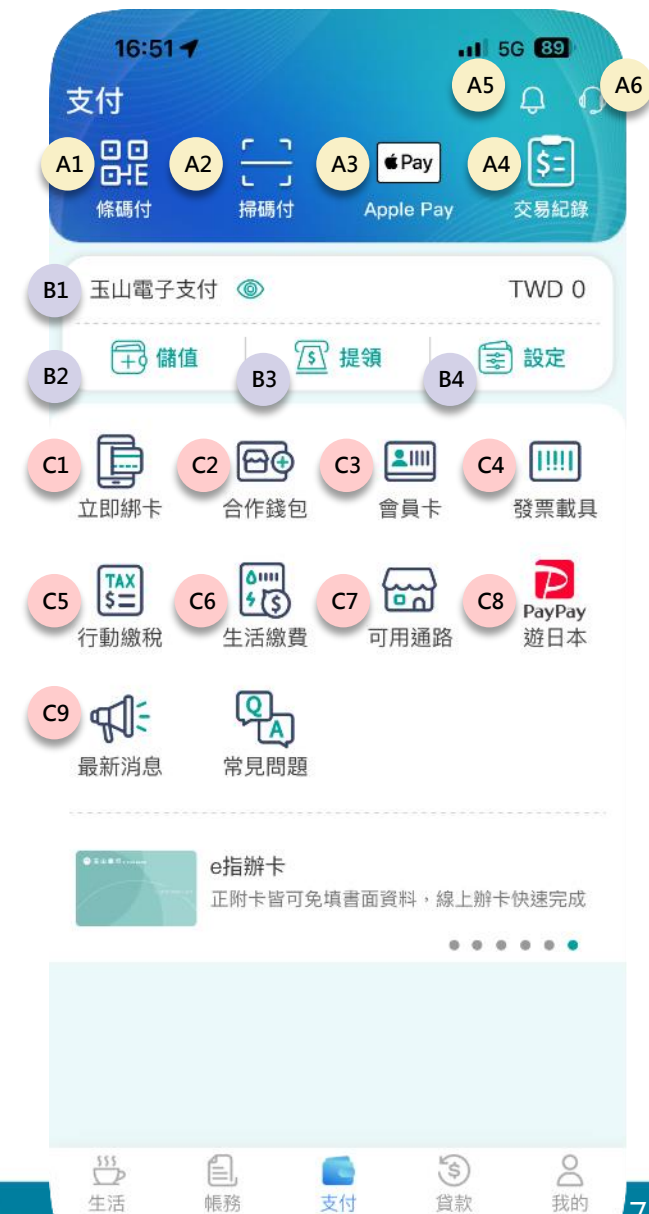 16:51 5G 89
支付 A5 A6
A1 A2 A3 Pay A4
條碼付 掃碼付 Apple Pay 交易紀錄
B1 玉山電子支付 TWD 0
B2 儲值 B3 提領 B4 設定
C1 C2 C3 C4
立即綁卡 合作錢包 會員卡 發票載具
C5 TAX C6 C7 C8 PayPay
行動繳稅 生活繳費 可用通路 遊日本
C9 Q A
最新消息 常見問題
e指辦卡
正附卡皆可免填書面資料，線上辦卡快速完成
生活 帳務 支付 貸款 我的
7